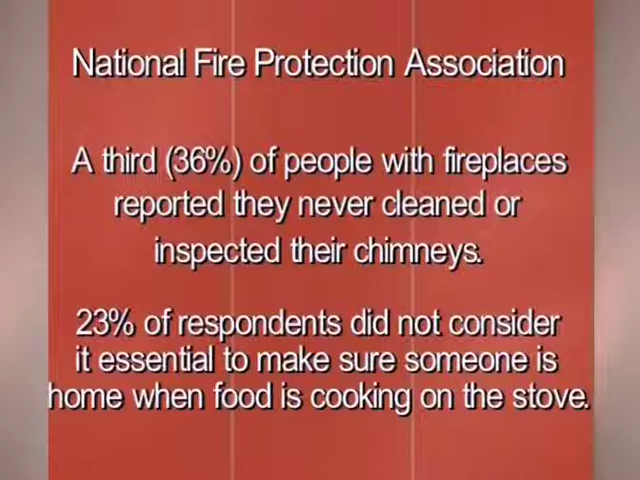 National Fire Protection Association
A third (36%) of people with fireplaces
reported they never cleaned or
inspected their chimneys.
23% of respondents did not consider
it essential to make sure someone is
home when food is cooking on the stove.